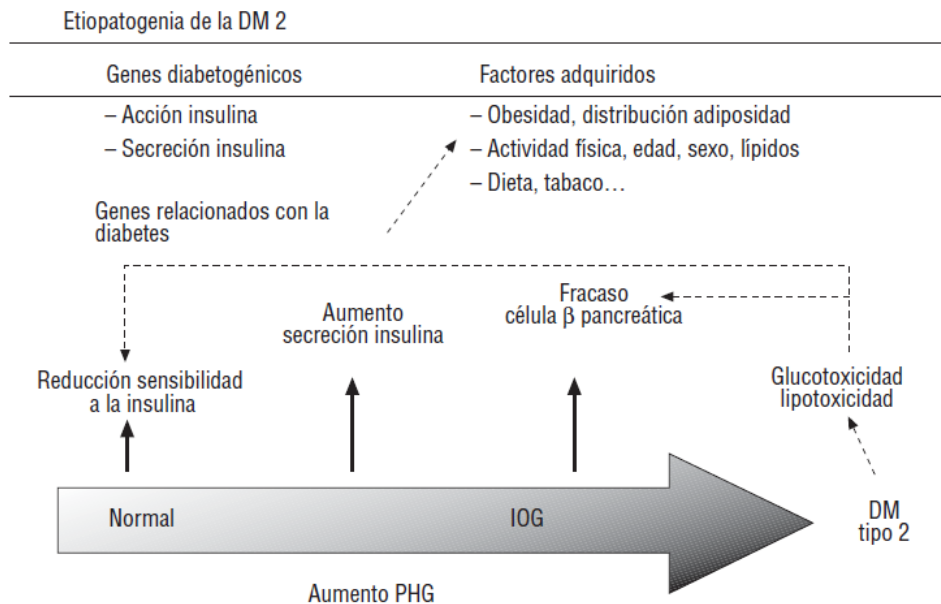 Etiopatogenia de la DM 2
Genes diabetogénicos
Factores adquiridos
– Acción insulina
– Secreción insulina
– Obesidad, distribución adiposidad
– Actividad física, edad, sexo, lípidos
– Dieta, tabaco…
Genes relacionados con la
diabetes
Reducción sensibilidad
a la insulina
Aumento
secreción insulina
Fracaso
célula β pancreática
Glucotoxicidad
lipotoxicidad
Normal
IOG
DM
tipo 2
Aumento PHG